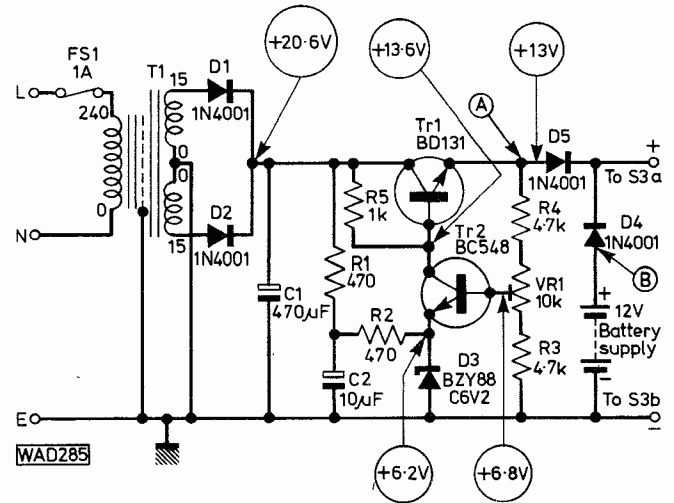 +20·6V
+13·6V
+13V
FS1
1A
T1
15
D1
1N4001
L
240
0
0
0
N
15
D2
1N4001
A
Tr1
BD131
D5
1N4001
+
To S3a
R5
1k
Tr2
BC548
R4
4·7k
D4
1N4001
B
R1
470
VR1
10k
C1
470µF
R2
470
+
12V
Battery
supply
-
R3
4·7k
C2
10µF
D3
BZY88
C6V2
E
To S3b
-
WAD285
+6·2V
+6·8V